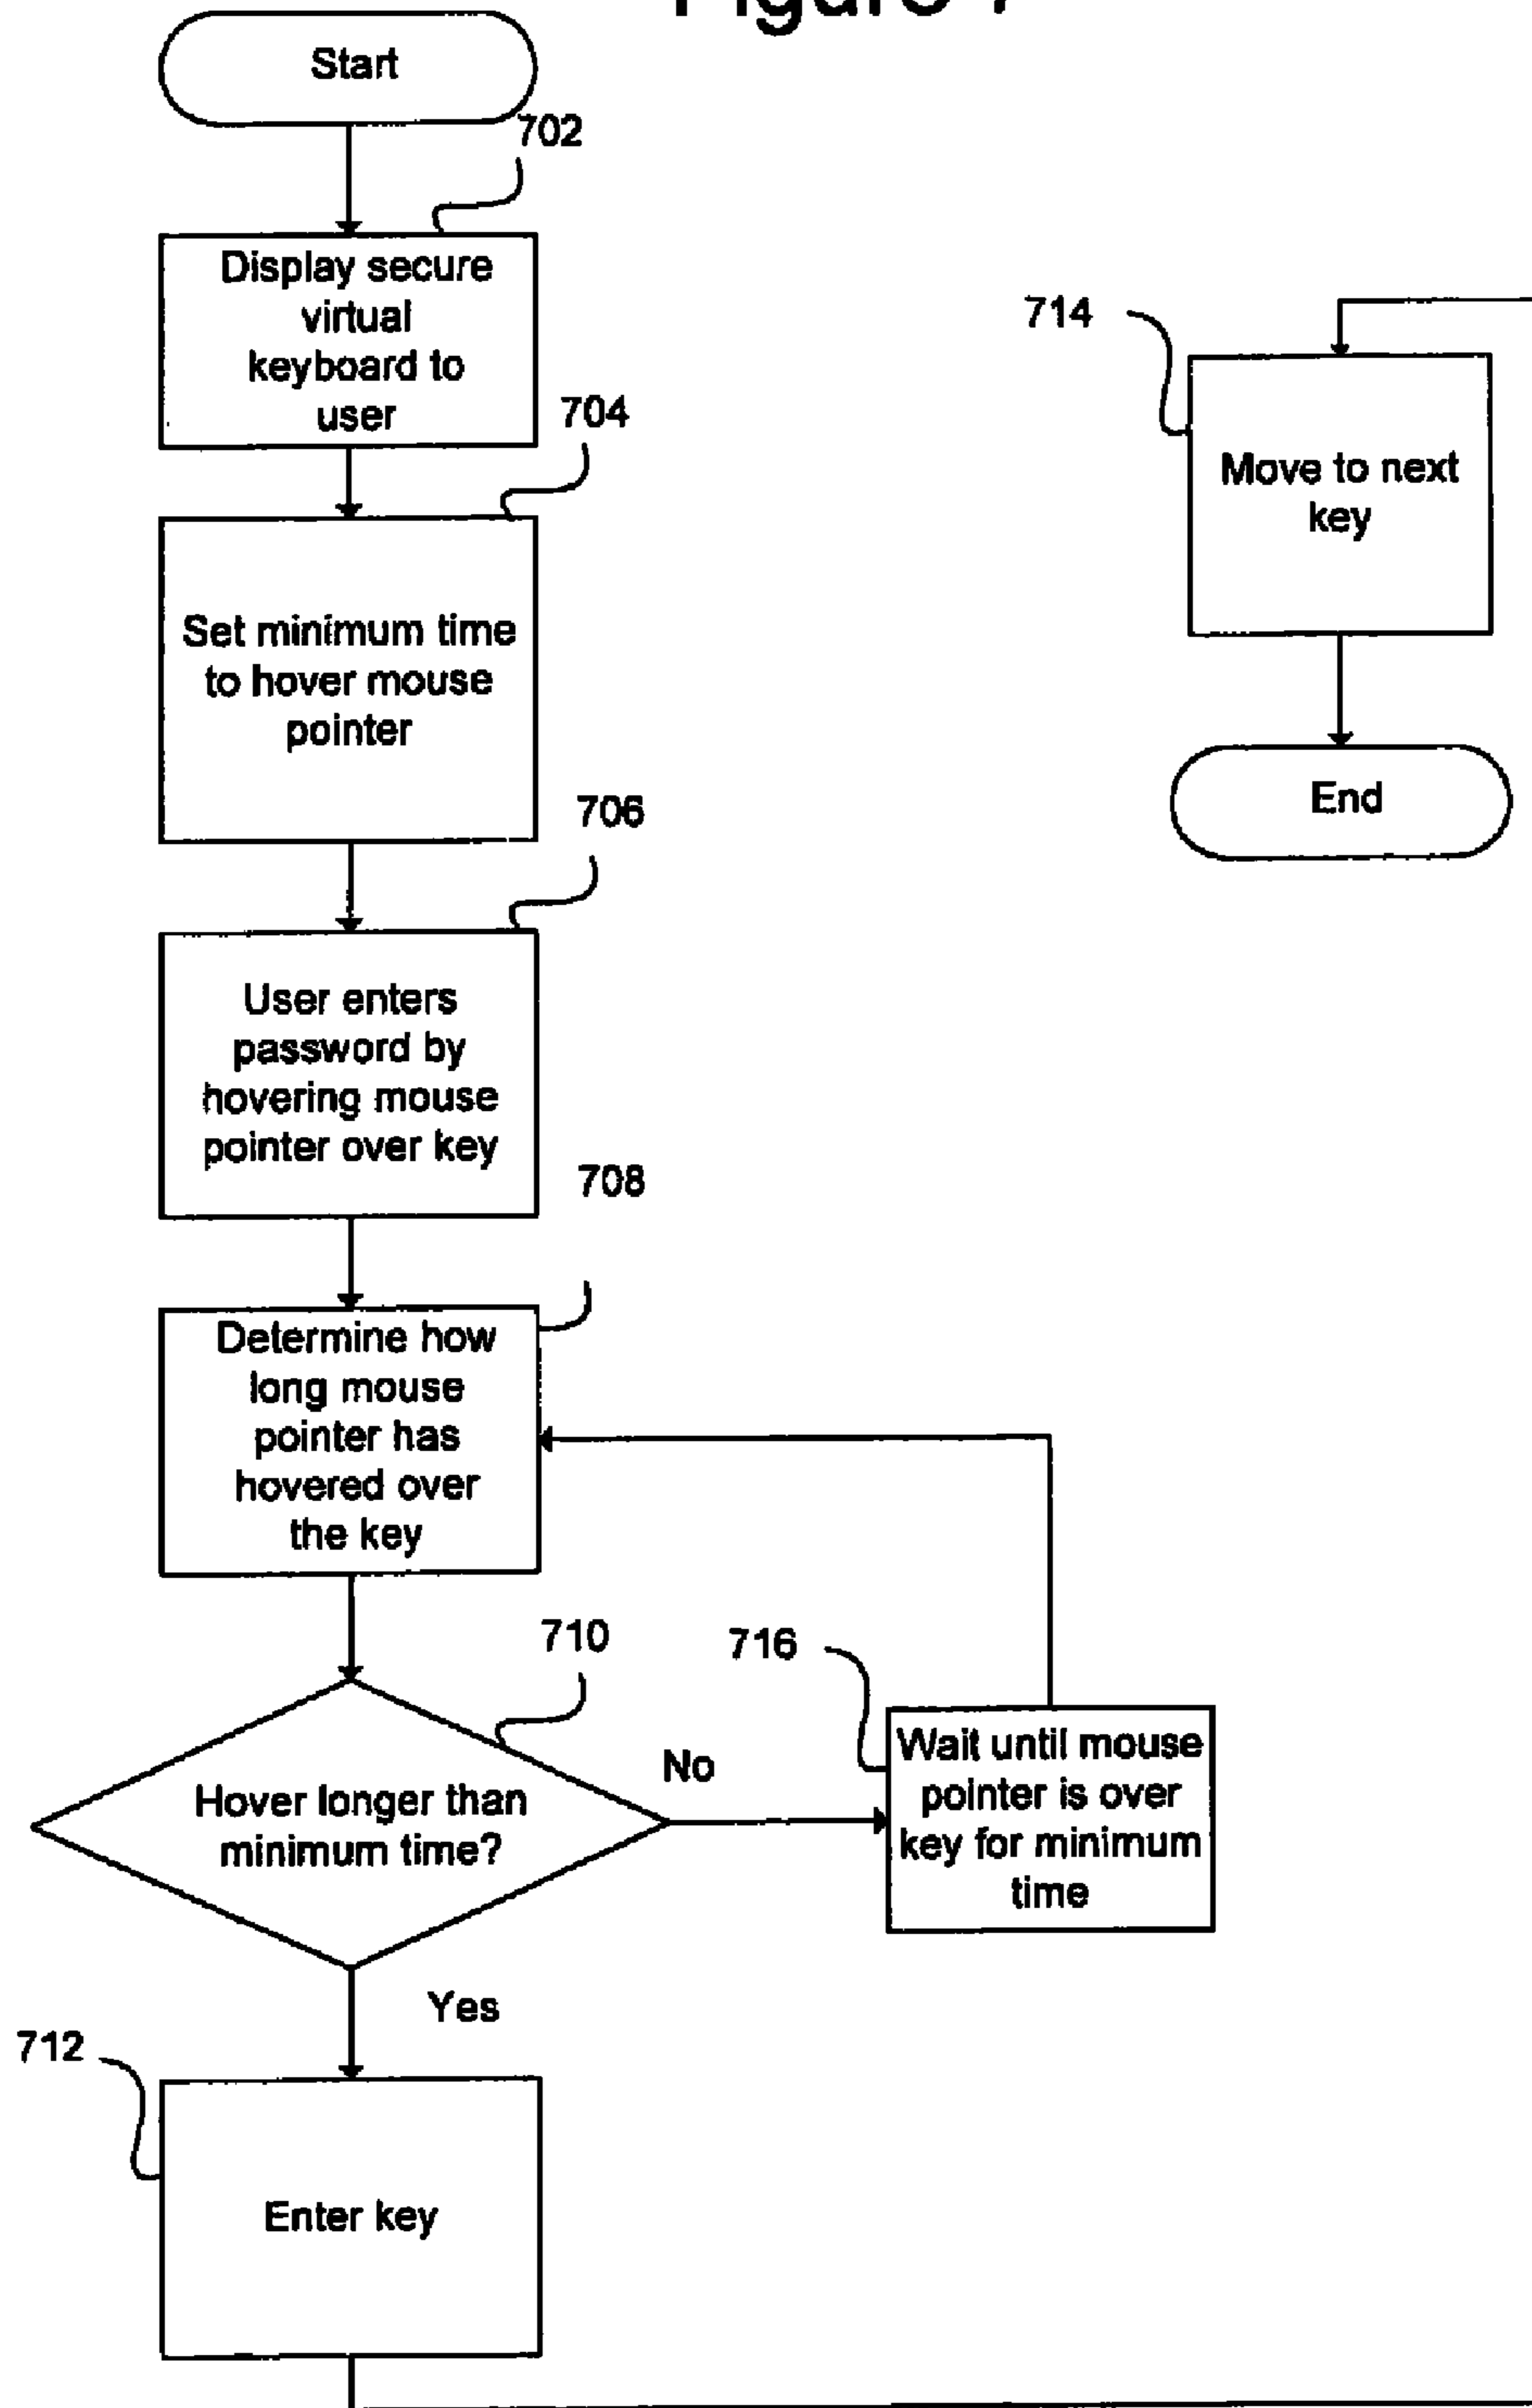 Start
702
Display secure
virtual
keyboard to
user
704
Set minimum time
to hover mouse
pointer
706
User enters
password by
hovering mouse
pointer over key
708
Determine how
long mouse
pointer has
hovered over
the key
710
Hover longer than
minimum time?
No
716
Wait until mouse
pointer is over
key for minimum
time
Yes
712
Enter key
714
Move to next
key
End